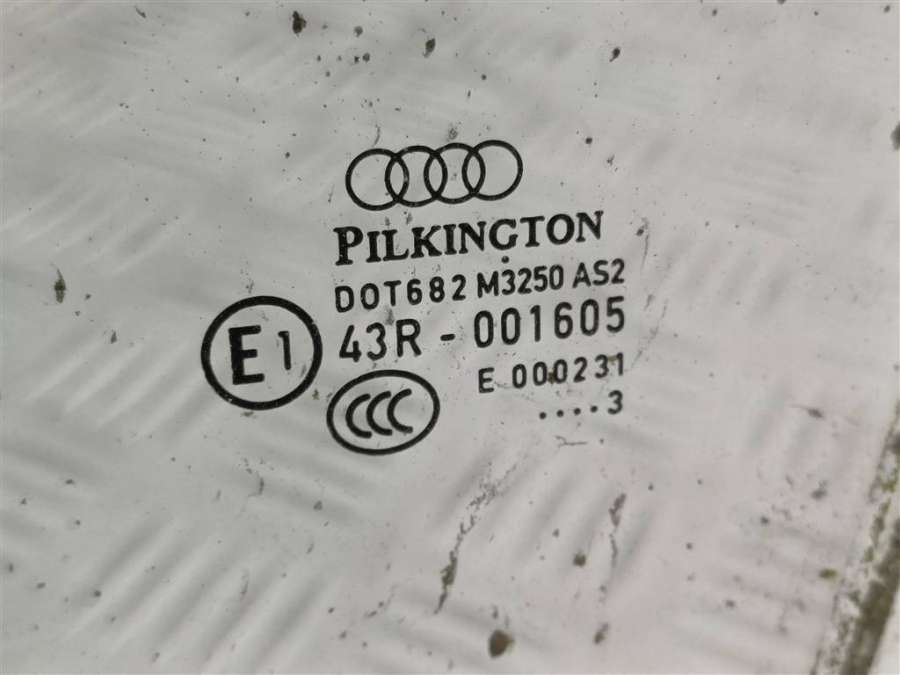 PILKINGTON
DOT682 M3250 AS2
E1
43R - 001605
CCC
E 000231
....3